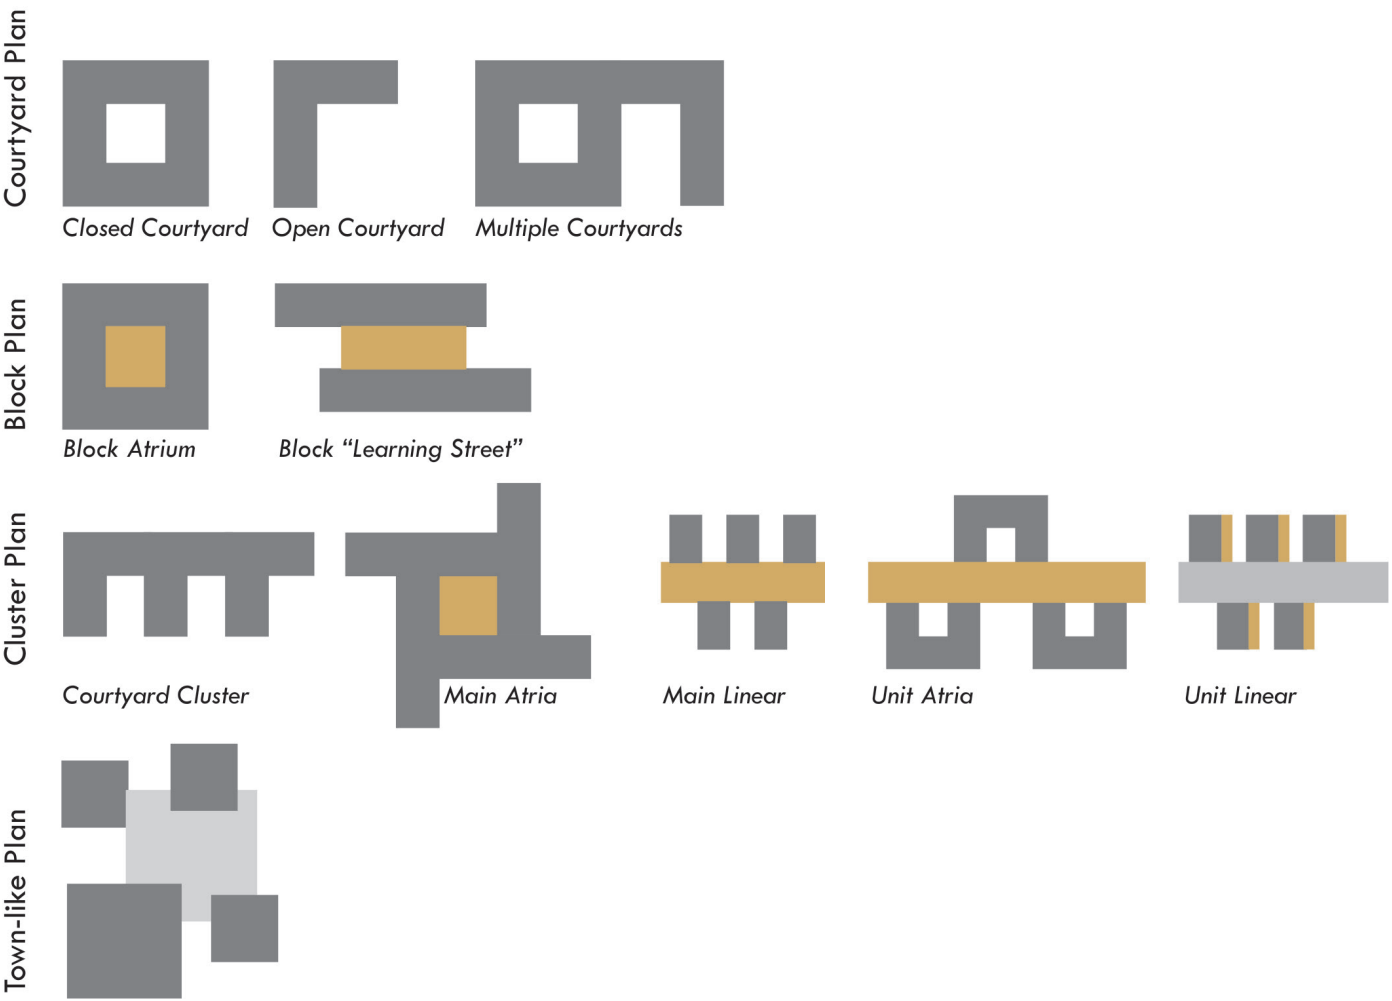 Courtyard Plan
Closed Courtyard
Open Courtyard
Multiple Courtyards
Block Plan
Block Atrium
Block “Learning Street”
Cluster Plan
Courtyard Cluster
Main Atria
Main Linear
Unit Atria
Unit Linear
Town-like Plan